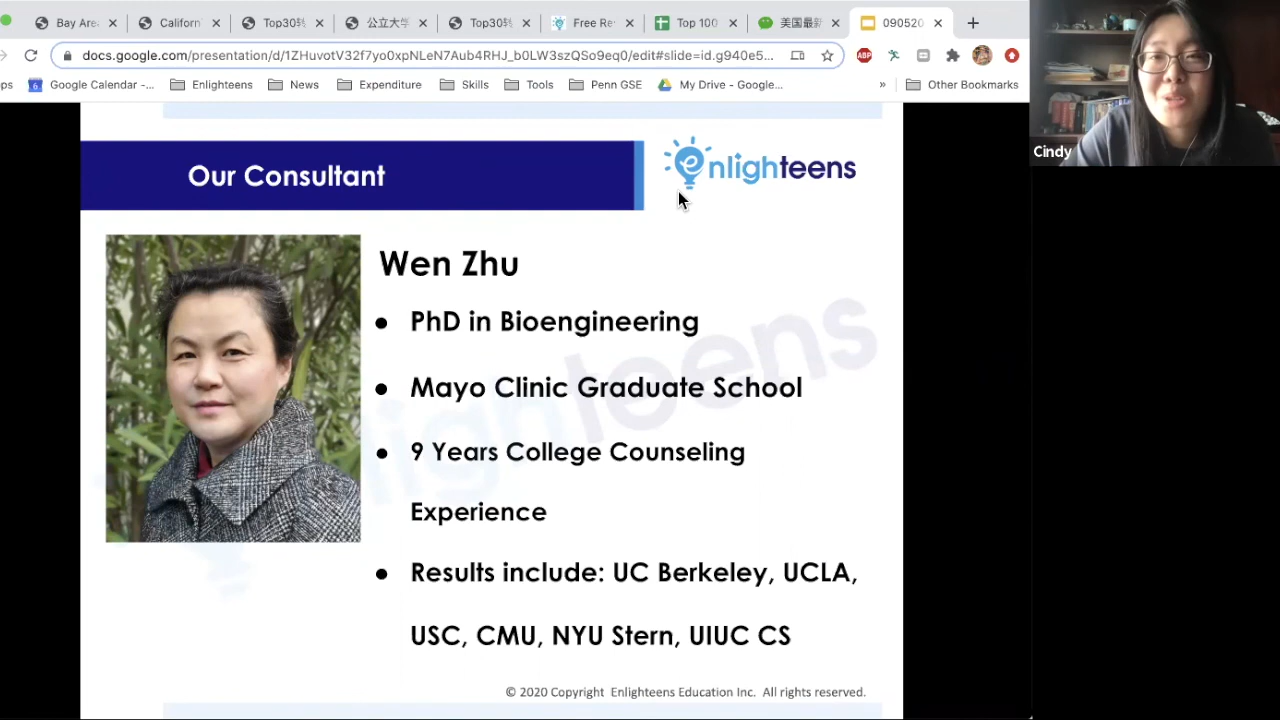 Bay Are
Californ
Top30
公立大学
Top30
Free Re
Top 100
美国最新
090520
docs.google.com/presentation/d/1ZHuvotV32f7yo0xpNLeN7Aub4RHJ_b0LW3szQSo9eq0/edit#slide=id.g940e5...
ABP
ps
6
Google Calendar -...
Enlighteens
News
Expenditure
Skills
Tools
Penn GSE
My Drive - Google...
»
Other Bookmarks
Cindy
Our Consultant
enlighteens
Wen Zhu
● PhD in Bioengineering
● Mayo Clinic Graduate School
● 9 Years College Counseling
Experience
● Results include: UC Berkeley, UCLA,
USC, CMU, NYU Stern, UIUC CS
© 2020 Copyright Enlighteens Education Inc. All rights reserved.